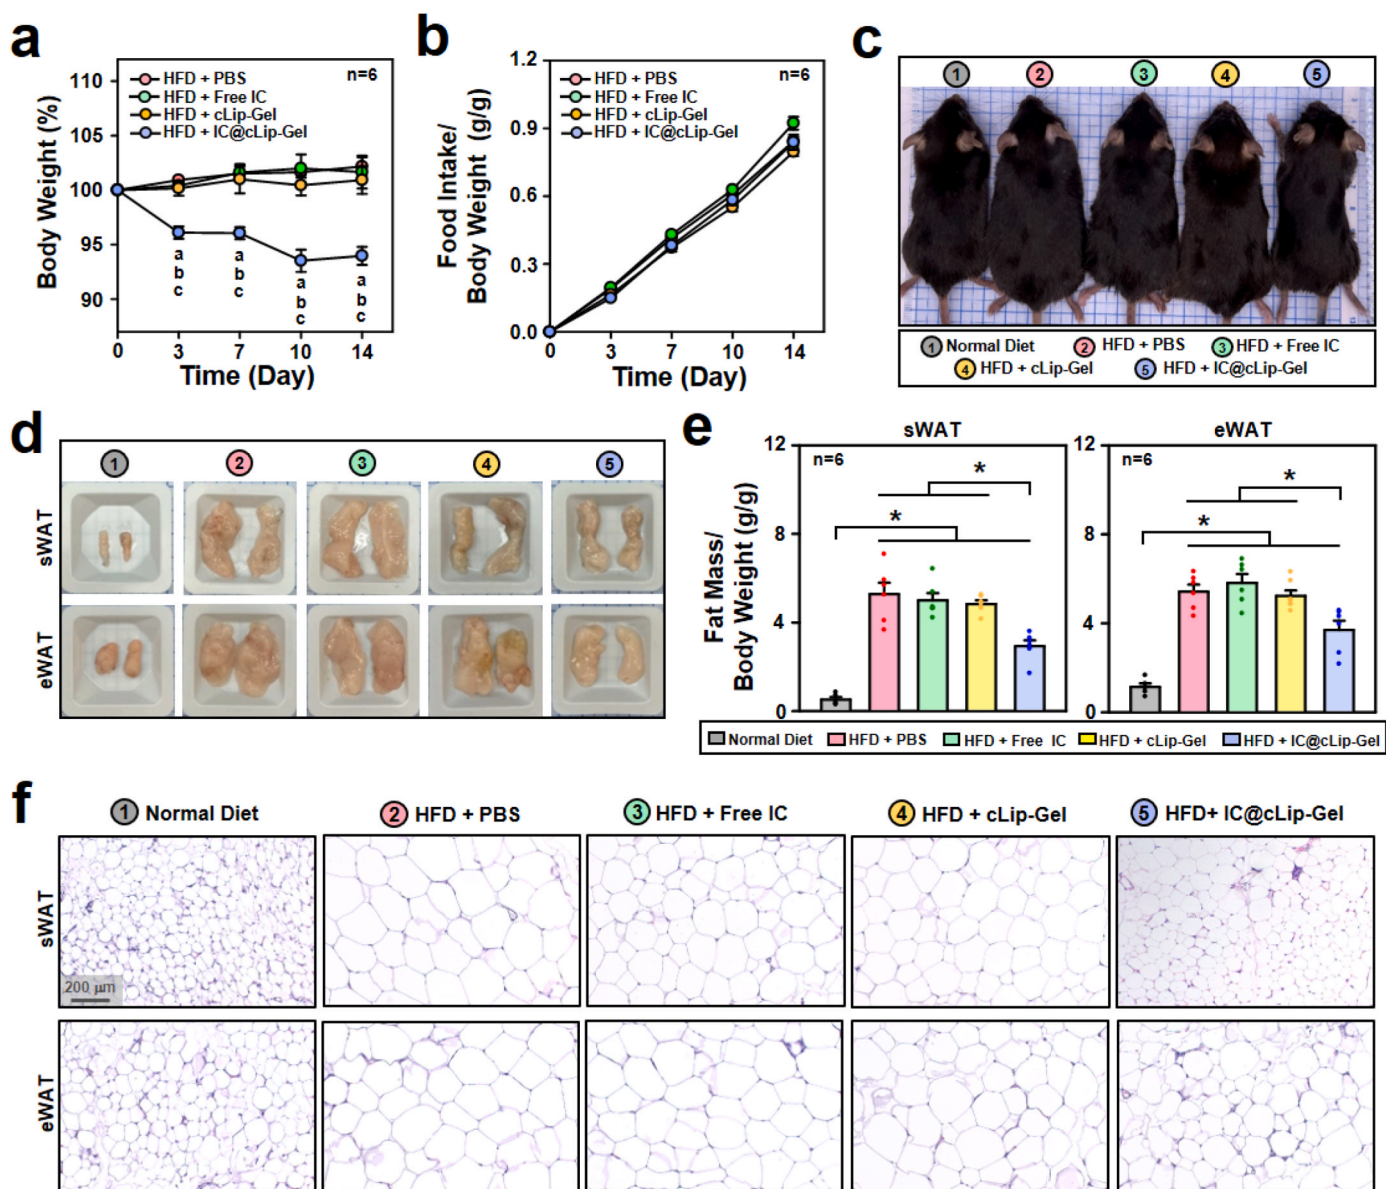 a
110
105
100
95
90
Body Weight (%)
HFD + PBS
HFD + Free IC
HFD + cLip-Gel
HFD + IC@cLip-Gel
n=6
a
b
c
a
b
c
a
b
c
a
b
c
0 3 7 10 14
Time (Day)
b
1.2
0.9
0.6
0.3
0.0
Food Intake/
Body Weight (g/g)
HFD + PBS
HFD + Free IC
HFD + cLip-Gel
HFD + IC@cLip-Gel
n=6
0 3 7 10 14
Time (Day)
c
1 2 3 4 5
1 Normal Diet 2 HFD + PBS 3 HFD + Free IC
4 HFD + cLip-Gel 5 HFD + IC@cLip-Gel
d
1 2 3 4 5
sWAT
eWAT
e
sWAT
12
8
4
0
Fat Mass/
Body Weight (g/g)
n=6
*
*
eWAT
12
8
4
0
n=6
*
*
Normal Diet HFD + PBS HFD + Free IC HFD + cLip-Gel HFD + IC@cLip-Gel
f
1 Normal Diet 2 HFD + PBS 3 HFD + Free IC 4 HFD + cLip-Gel 5 HFD+ IC@cLip-Gel
sWAT
200 μm
eWAT